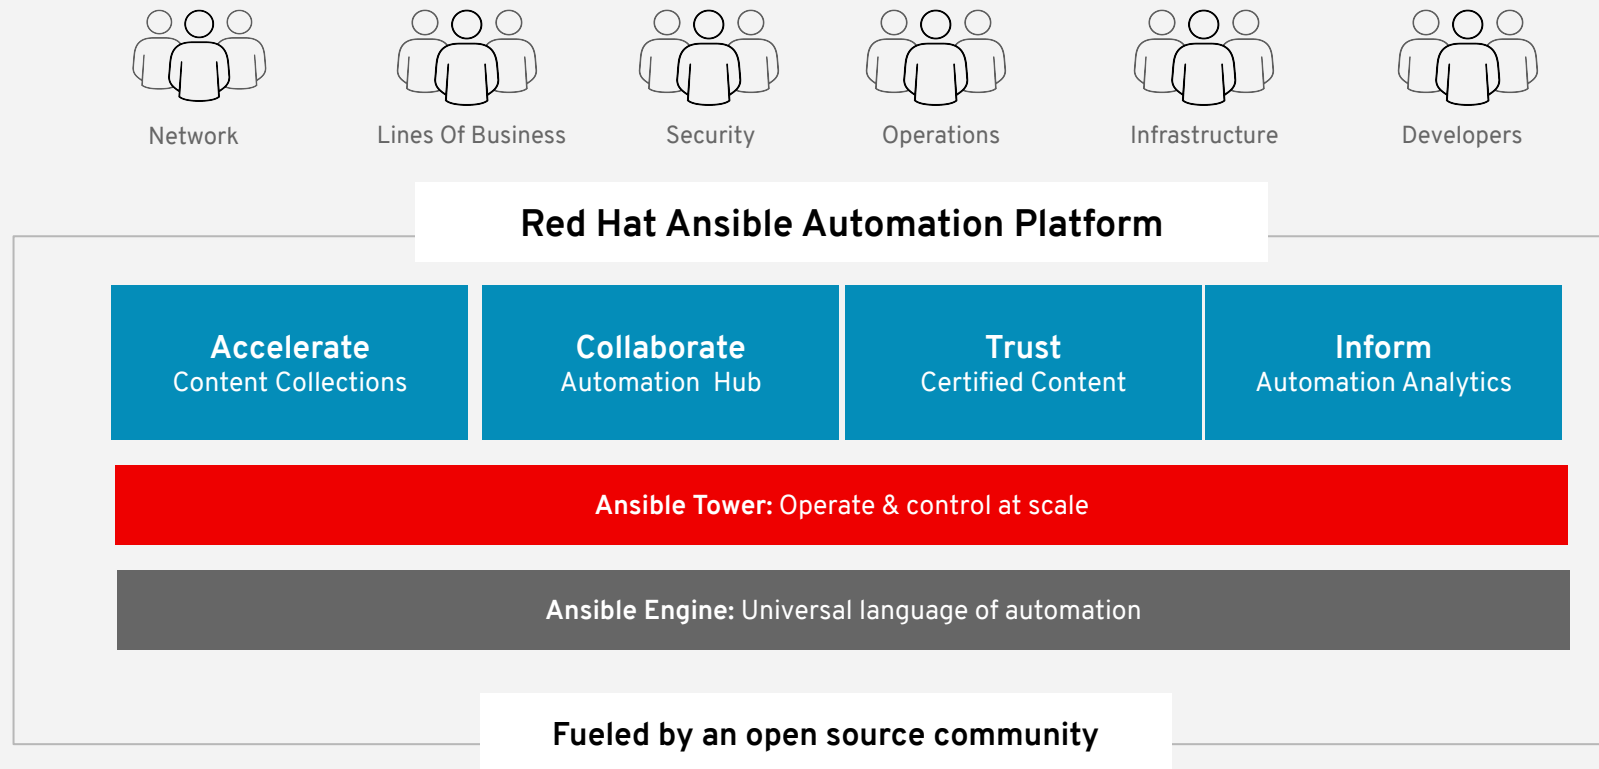 Network
Lines Of Business
Security
Operations
Infrastructure
Developers
Red Hat Ansible Automation Platform
Accelerate
Content Collections
Collaborate
Automation Hub
Trust
Certified Content
Inform
Automation Analytics
Ansible Tower: Operate & control at scale
Ansible Engine: Universal language of automation
Fueled by an open source community